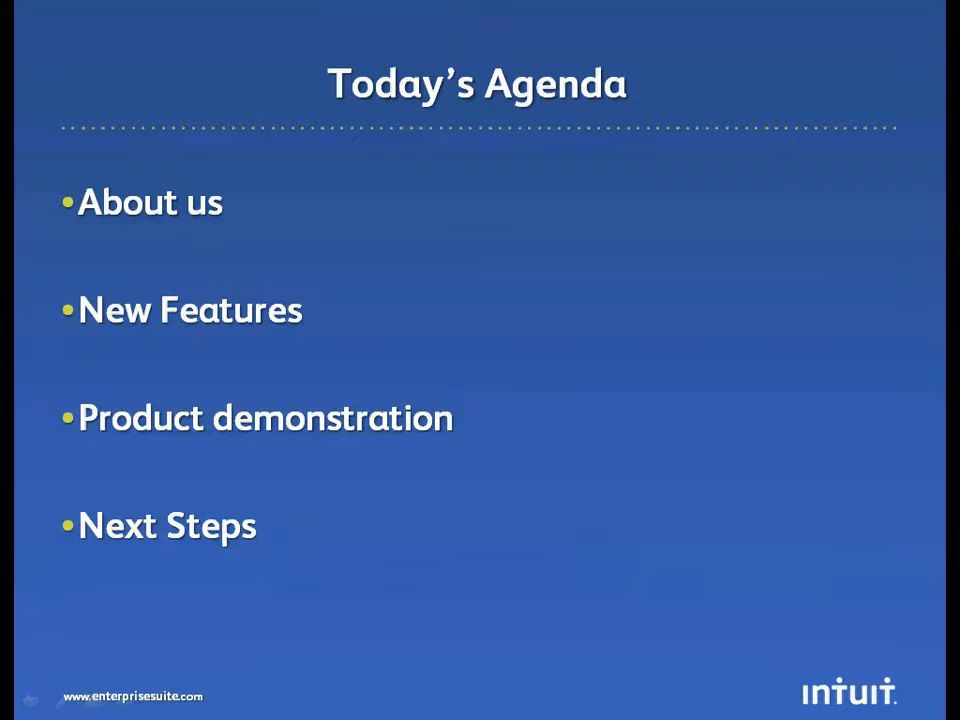 Today's Agenda
•About us
•New Features
•Product demonstration
•Next Steps
www.enterprisesuite.com
intuit.